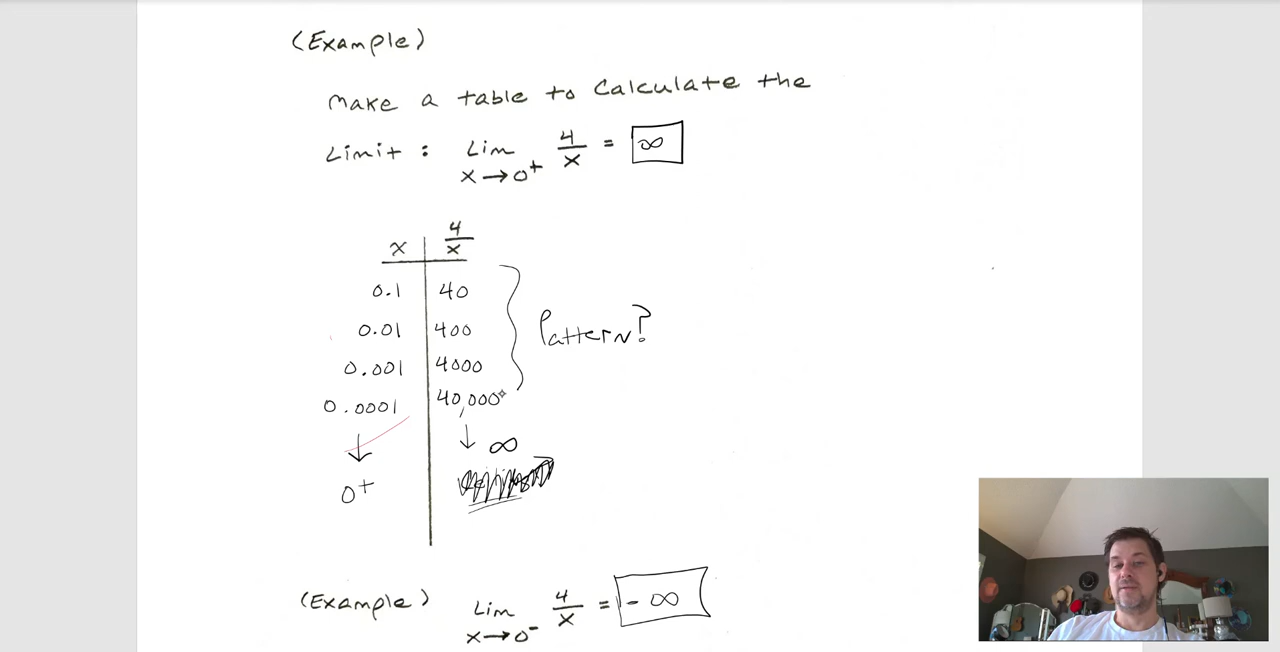 (Example)
Make a table to Calculate the
Limit : Lim x→0⁺ 4/x = ∞
x | 4/x
0.1 | 40
0.01 | 400
0.001 | 4000
0.0001 | 40,000
Pattern?
↓ ↓ ∞
0⁺
(Example) Lim x→0⁻ 4/x = -∞